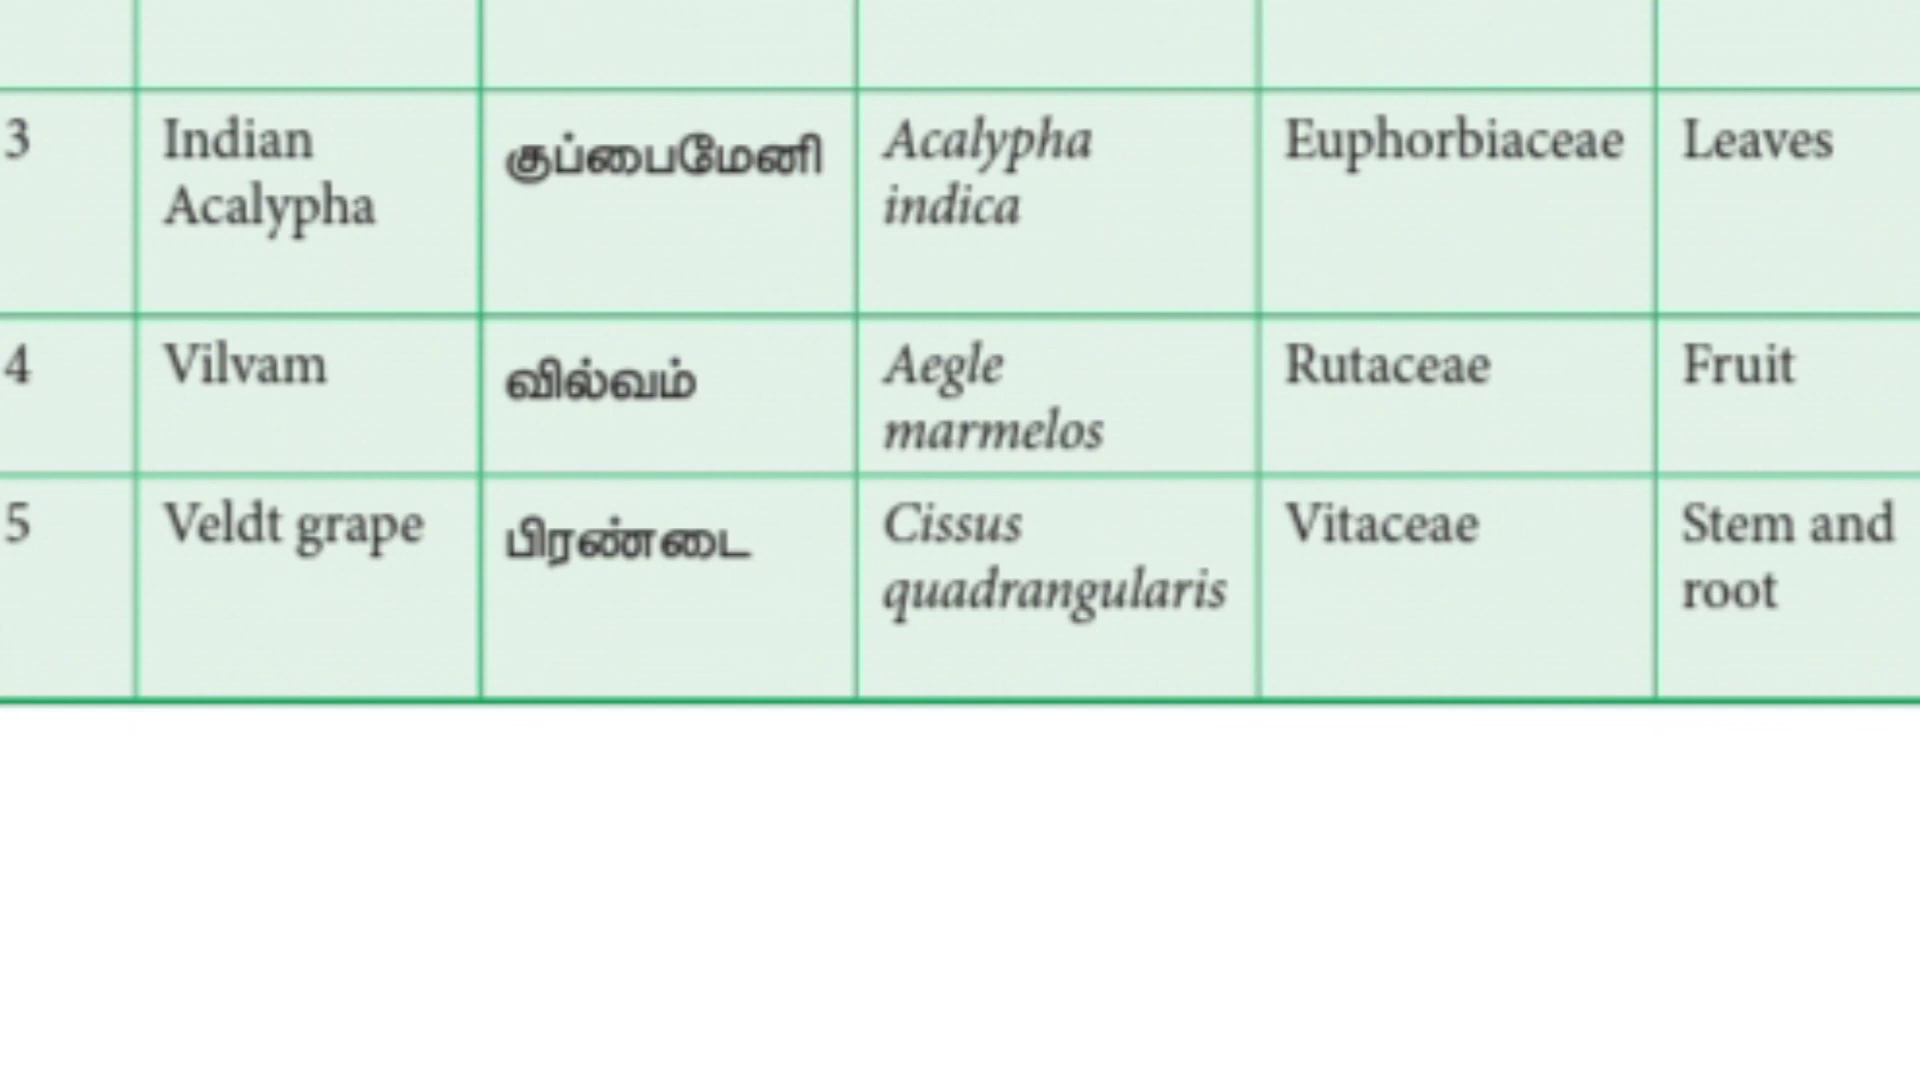 3 Indian குப்பைமேனி Acalypha Euphorbiaceae Leaves
Acalypha indica
4 Vilvam வில்வம் Aegle Rutaceae Fruit
marmelos
5 Veldt grape பிரண்டை Cissus Vitaceae Stem and
quadrangularis root